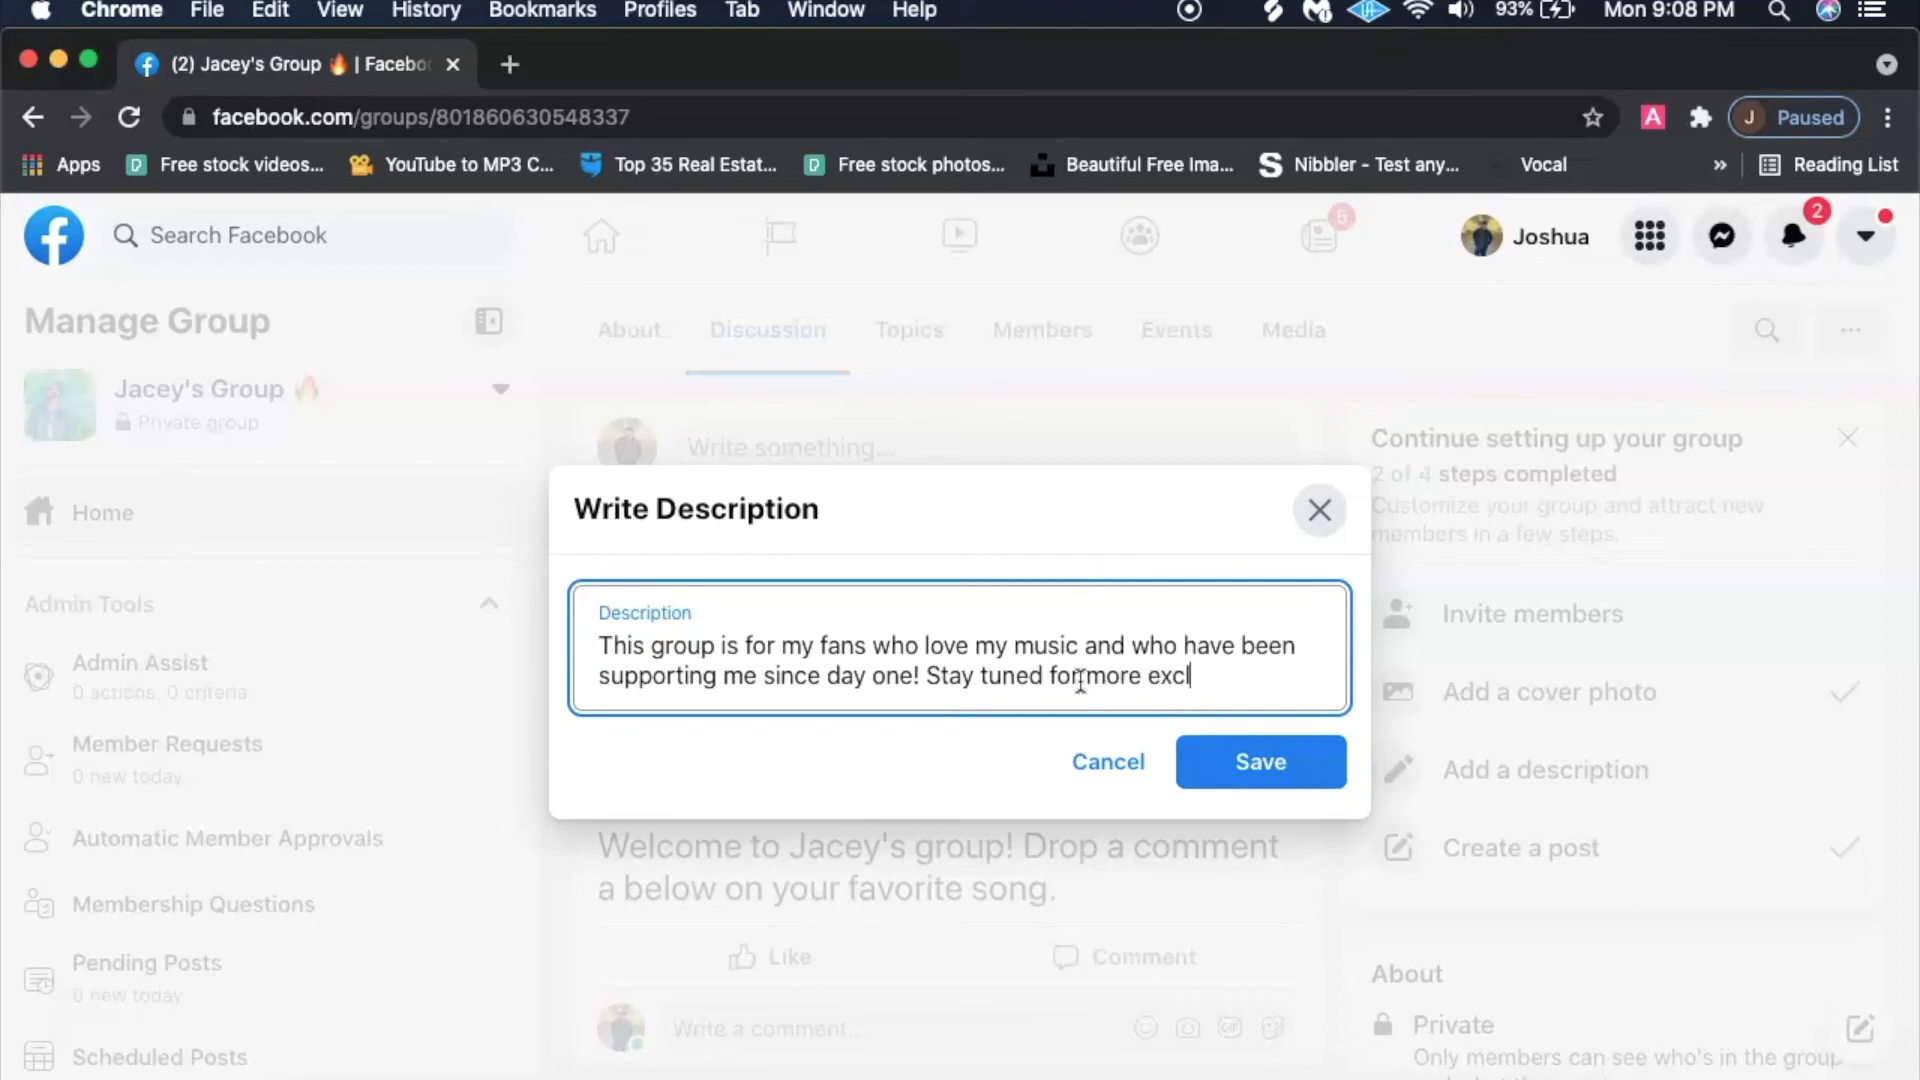 Chrome File Edit View History Bookmarks Profiles Tab Window Help 93% Mon 9:08 PM
(2) Jacey's Group 🔥 | Facebo
facebook.com/groups/801860630548337 A J Paused
Apps Free stock videos... YouTube to MP3 C... Top 35 Real Estat... Free stock photos... Beautiful Free Ima... Nibbler - Test any... Vocal » Reading List
Search Facebook 5 Joshua 2
Manage Group
About Discussion Topics Members Events Media
Jacey's Group 🔥
Private group
Write something...
Continue setting up your group
2 of 4 steps completed
Customize your group and attract new
members in a few steps.
Home
Write Description
Description
This group is for my fans who love my music and who have been
supporting me since day one! Stay tuned for more excl
Cancel Save
Invite members
Add a cover photo
Add a description
Create a post
Admin Tools
Admin Assist
0 actions, 0 criteria
Member Requests
0 new today
Automatic Member Approvals
Membership Questions
Pending Posts
0 new today
Scheduled Posts
Welcome to Jacey's group! Drop a comment
a below on your favorite song.
Like Comment
Write a comment...
GIF
About
Private
Only members can see who's in the group